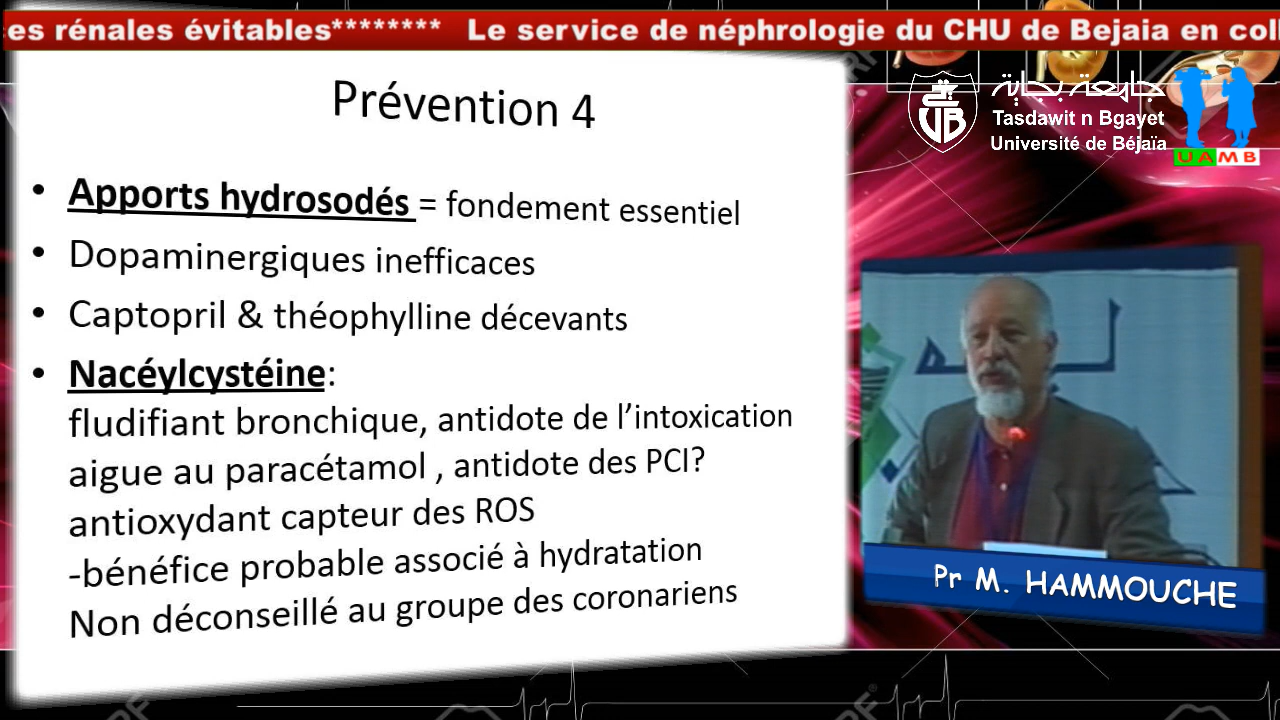 es rénales évitables******** Le service de néphrologie du CHU de Bejaia en coll
Prévention 4
• Apports hydrosodés = fondement essentiel
• Dopaminergiques inefficaces
• Captopril & théophylline décevants
• Nacéylcystéine:
fludifiant bronchique, antidote de l’intoxication
aigue au paracétamol , antidote des PCI?
antioxydant capteur des ROS
-bénéfice probable associé à hydratation
Non déconseillé au groupe des coronariens
جامعة بجاية
Tasdawit n Bgayet
Université de Béjaïa
UAMB
Pr M. HAMMOUCHE